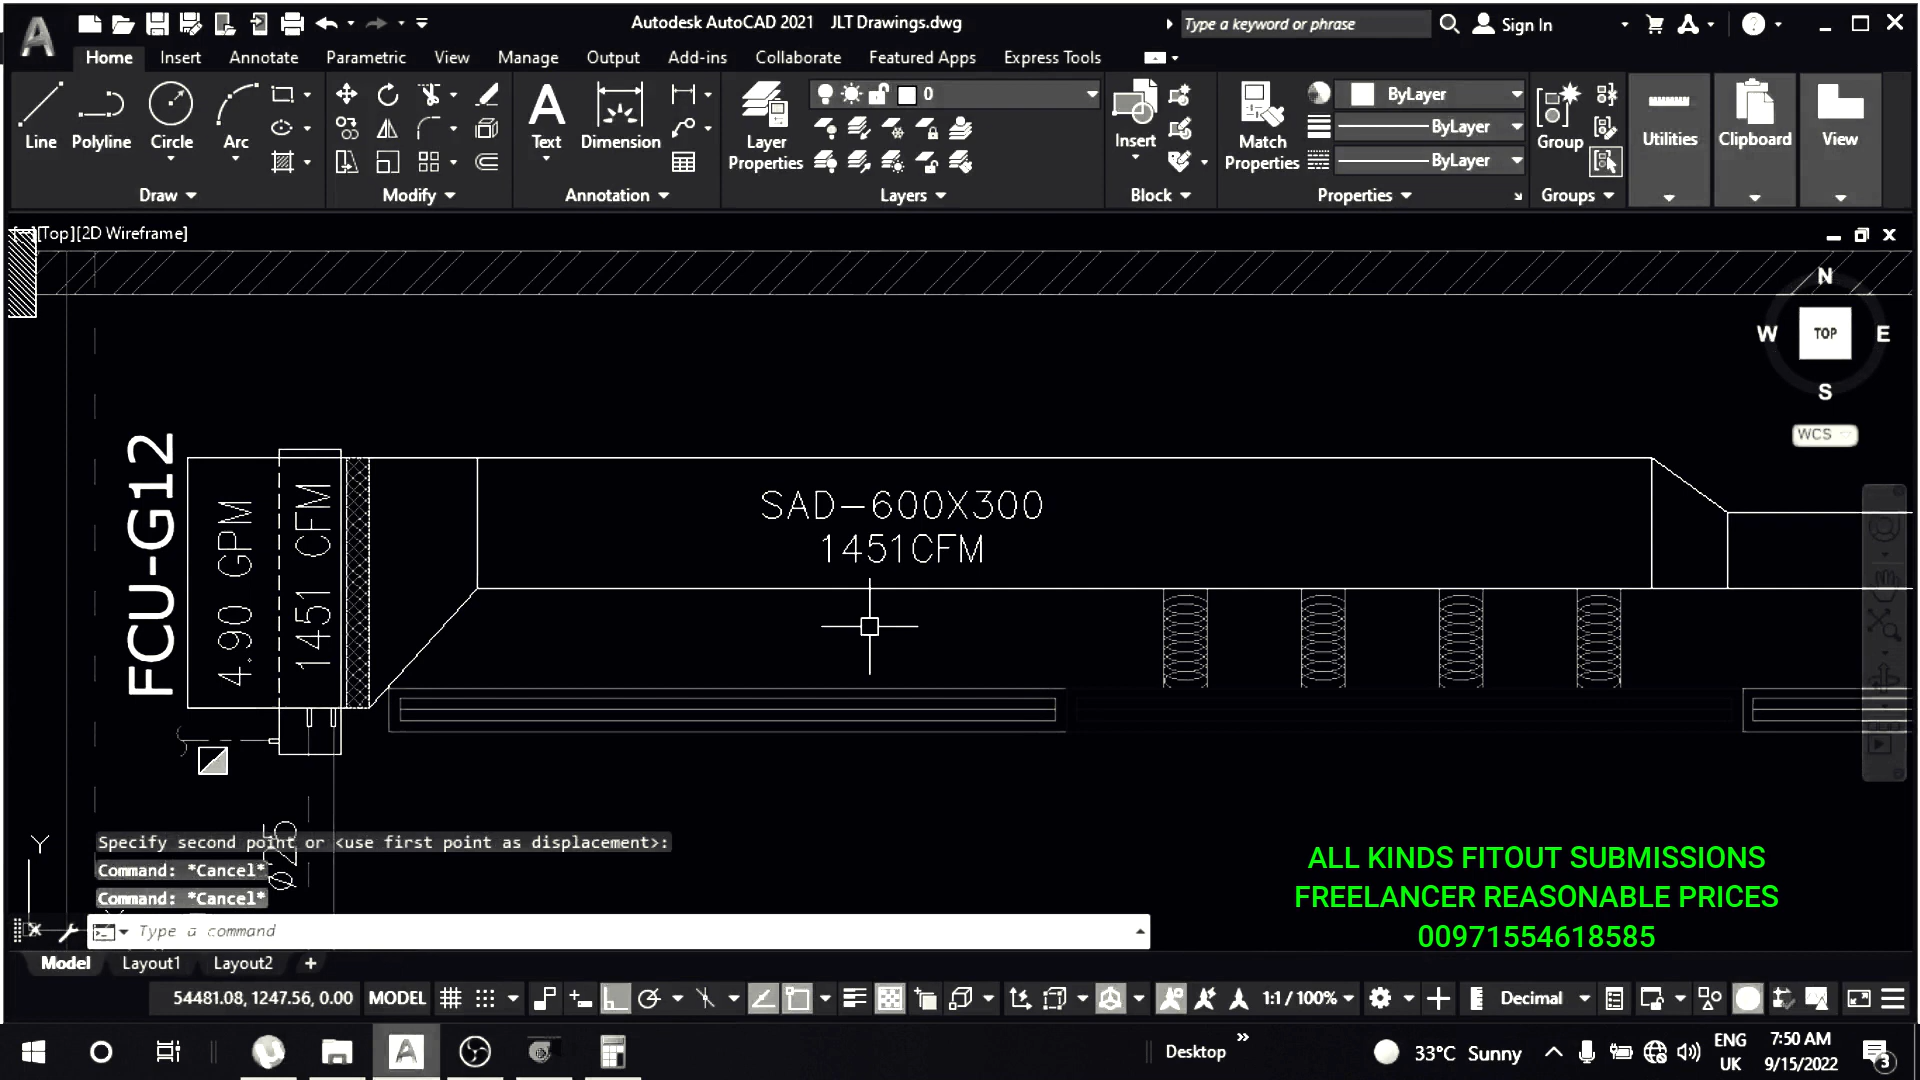 Autodesk AutoCAD 2021 JLT Drawings.dwg
Type a keyword or phrase
Sign In
Home Insert Annotate Parametric View Manage Output Add-ins Collaborate Featured Apps Express Tools
Line Polyline Circle Arc
Text Dimension
Layer Properties
0
Insert
Match Properties
ByLayer
ByLayer
ByLayer
Group
Utilities
Clipboard
View
Draw Modify Annotation Layers Block Properties Groups
[Top][2D Wireframe]
N
W TOP E
S
WCS
FCU-G12
4.90 GPM
1451 CFM
SAD-600X300
1451CFM
Ø25
Y
Specify second point or <use first point as displacement>:
Command: *Cancel*
Command: *Cancel*
Type a command
ALL KINDS FITOUT SUBMISSIONS
FREELANCER REASONABLE PRICES
00971554618585
Model Layout1 Layout2 +
54481.08, 1247.56, 0.00 MODEL 1:1 / 100% Decimal
Desktop
33°C Sunny
ENG
UK
7:50 AM
9/15/2022
3